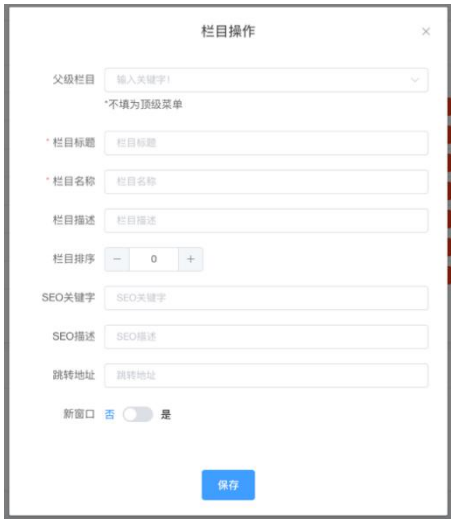 栏目操作
父级栏目 输入关键字!
*不填为顶级菜单
* 栏目标题 栏目标题
* 栏目名称 栏目名称
栏目描述 栏目描述
栏目排序 − 0 +
SEO关键字 SEO关键字
SEO描述 SEO描述
跳转地址 跳转地址
新窗口 否 是
保存